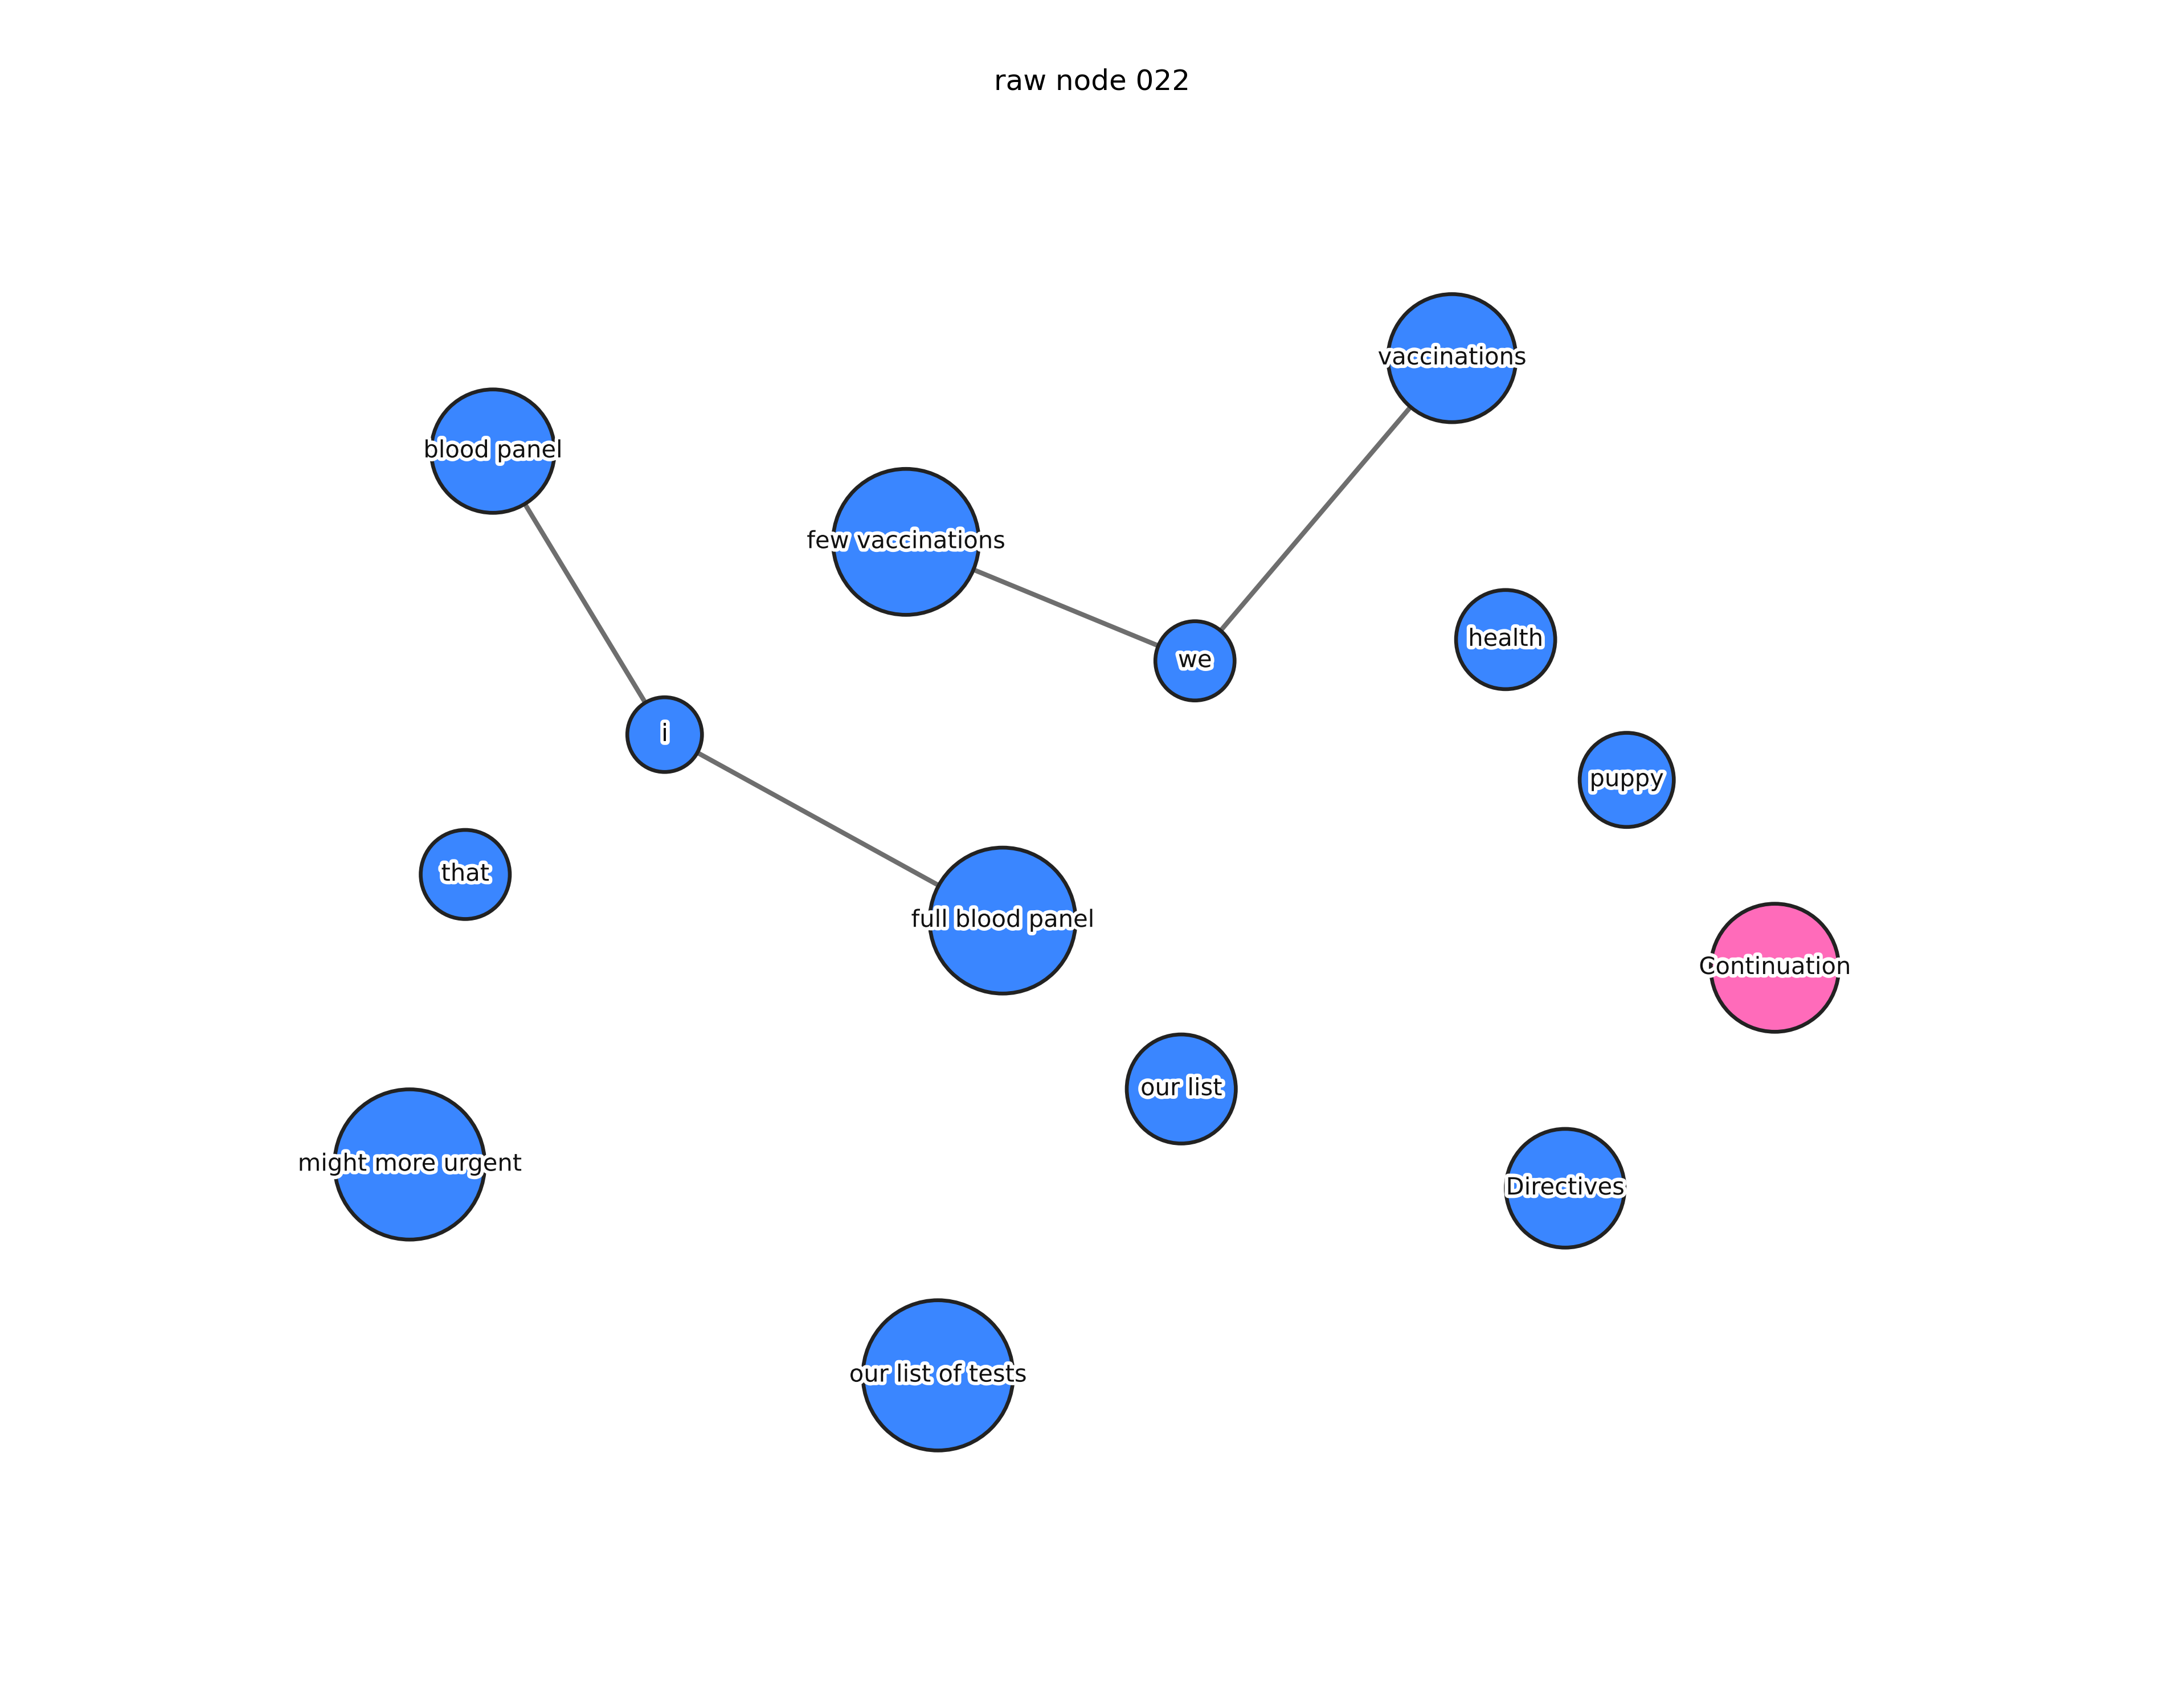 raw node 022
vaccinations
blood panel
few vaccinations
health
we
i
puppy
that
full blood panel
Continuation
our list
might more urgent
Directives
our list of tests